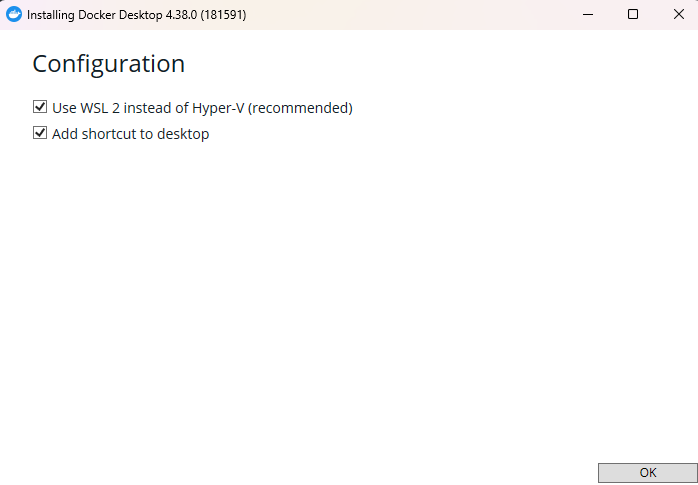 Installing Docker Desktop 4.38.0 (181591)
Configuration
Use WSL 2 instead of Hyper-V (recommended)
Add shortcut to desktop
OK